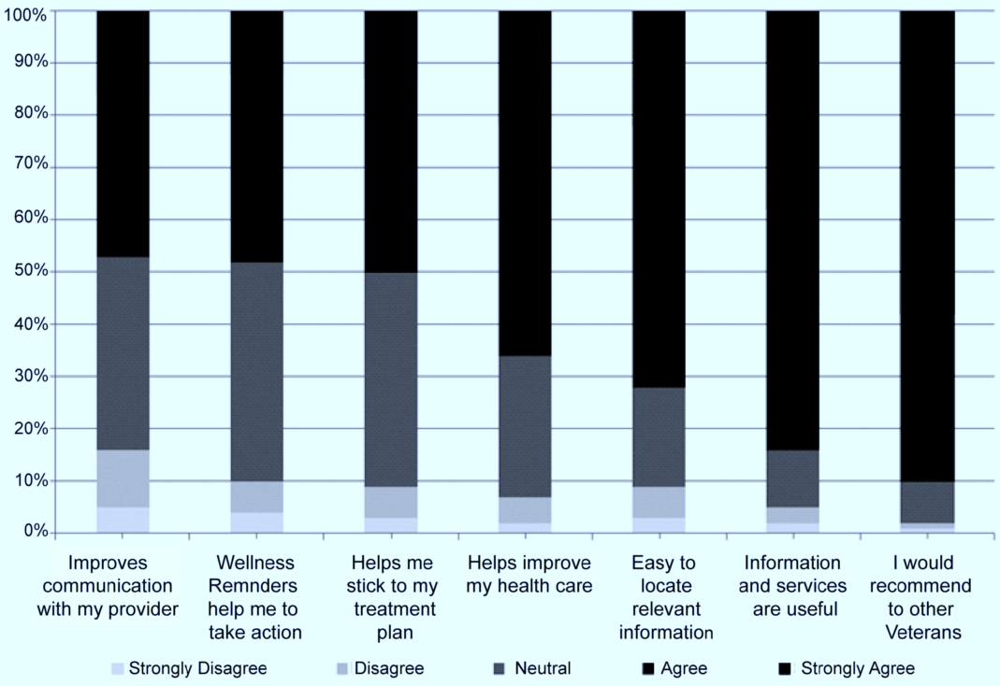 100%
90%
80%
70%
60%
50%
40%
30%
20%
10%
0%
Improves
communication
with my provider
Wellness
Remnders
help me to
take action
Helps me
stick to my
treatment
plan
Helps improve
my health care
Easy to
locate
relevant
information
Information
and services
are useful
I would
recommend
to other
Veterans
Strongly Disagree Disagree Neutral Agree Strongly Agree